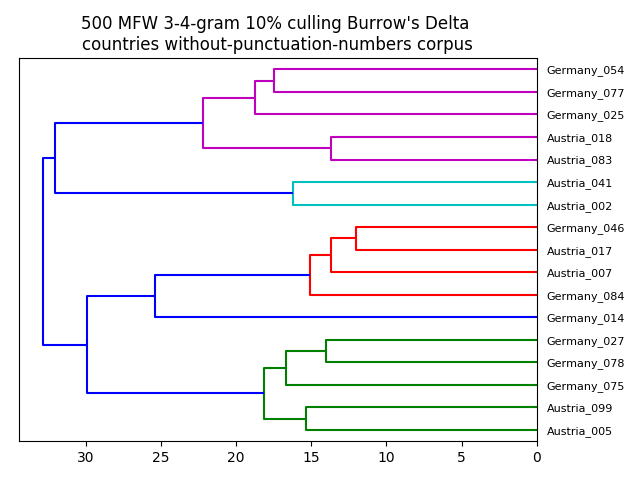 500 MFW 3-4-gram 10% culling Burrow's Delta
countries without-punctuation-numbers corpus
Germany_054
Germany_077
Germany_025
Austria_018
Austria_083
Austria_041
Austria_002
Germany_046
Austria_017
Austria_007
Germany_084
Germany_014
Germany_027
Germany_078
Germany_075
Austria_099
Austria_005
30 25 20 15 10 5 0